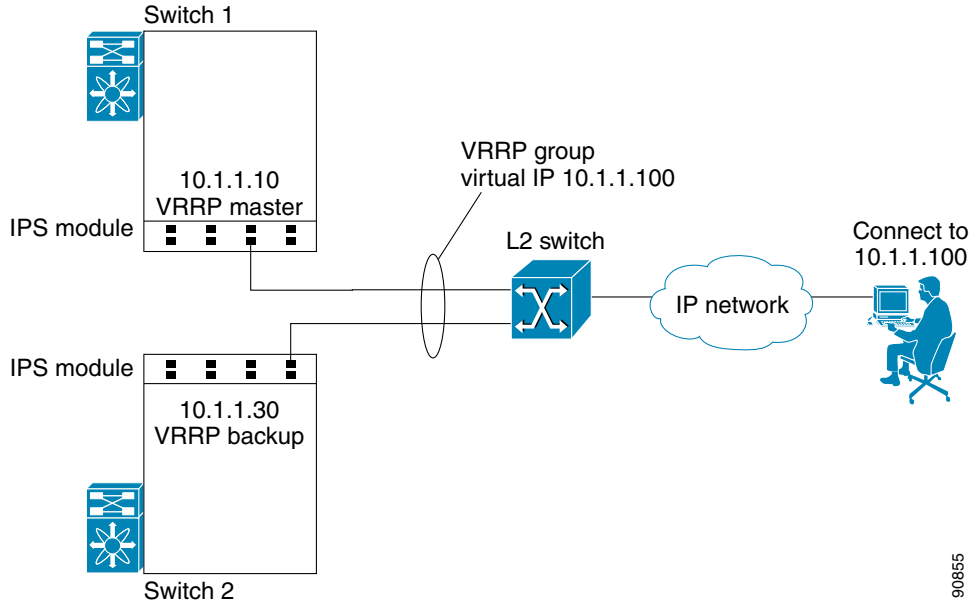 Switch 1
10.1.1.10
VRRP master
IPS module
VRRP group
virtual IP 10.1.1.100
L2 switch
IP network
Connect to
10.1.1.100
IPS module
10.1.1.30
VRRP backup
Switch 2
90855